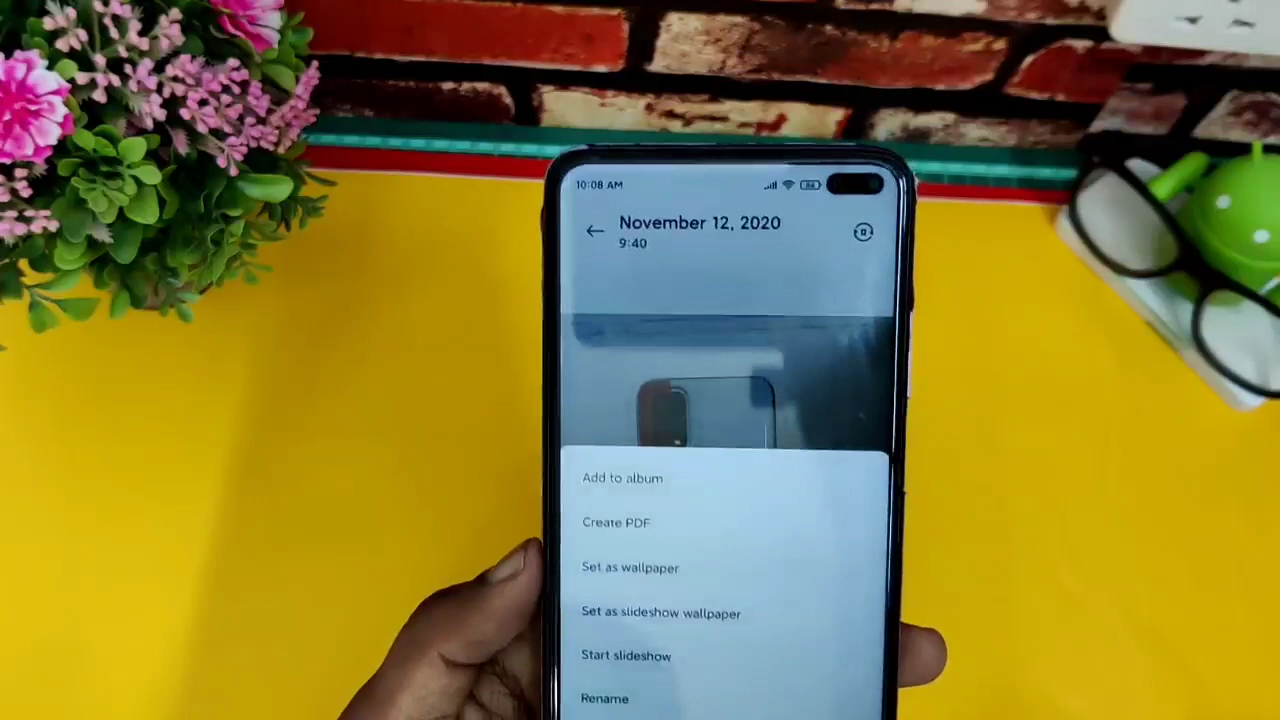 10:08 AM
November 12, 2020
9:40
Add to album
Create PDF
Set as wallpaper
Set as slideshow wallpaper
Start slideshow
Rename